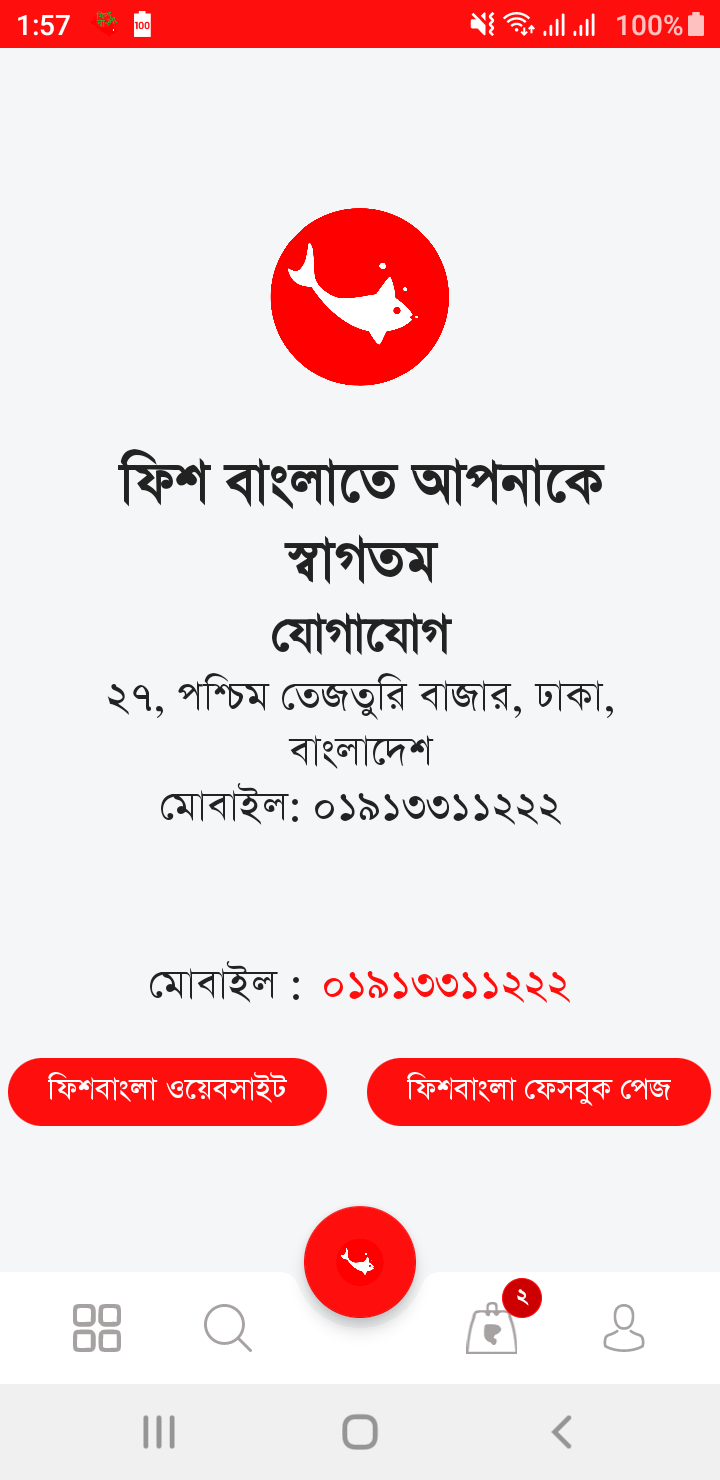 1:57
100
100%
ফিশ বাংলাতে আপনাকে
স্বাগতম
যোগাযোগ
২৭, পশ্চিম তেজতুরি বাজার, ঢাকা,
বাংলাদেশ
মোবাইল: ০১৯১৩৩১১২২২
মোবাইল : ০১৯১৩৩১১২২২
ফিশবাংলা ওয়েবসাইট
ফিশবাংলা ফেসবুক পেজ
২